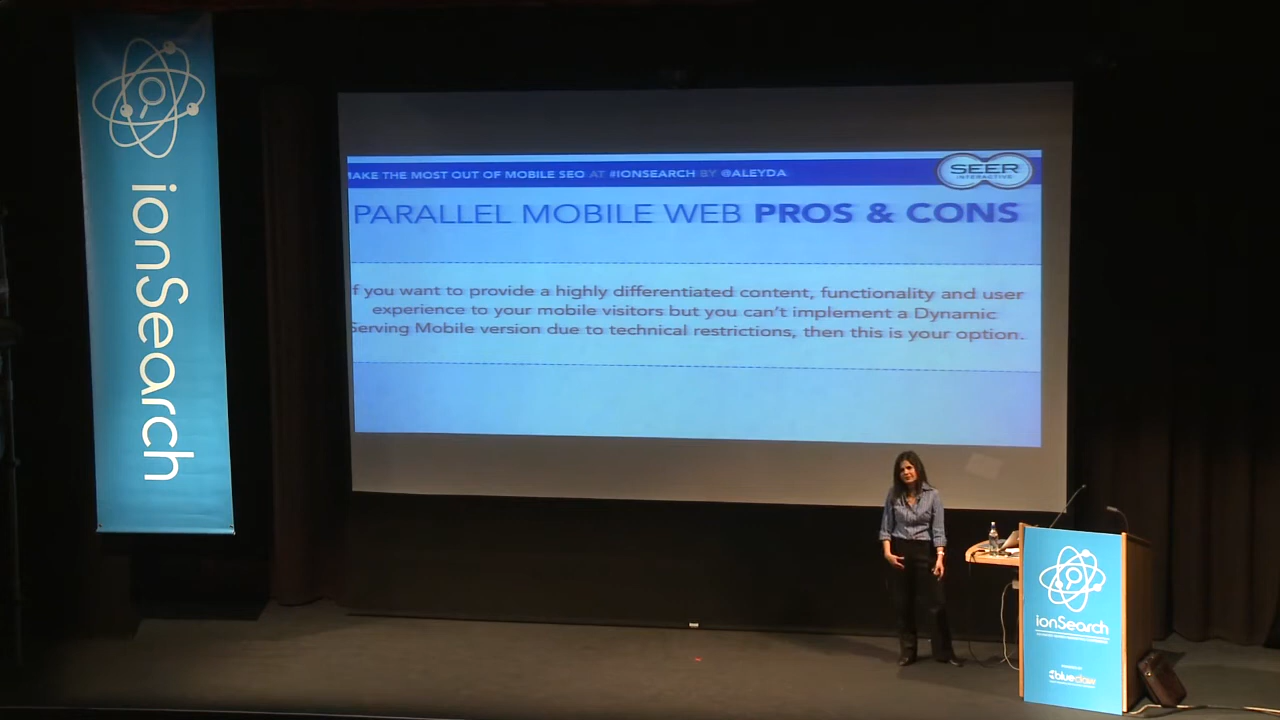 ionSearch
MAKE THE MOST OUT OF MOBILE SEO AT #IONSEARCH BY @ALEYDA
SEER
INTERACTIVE
PARALLEL MOBILE WEB PROS & CONS
If you want to provide a highly differentiated content, functionality and user
experience to your mobile visitors but you can't implement a Dynamic
Serving Mobile version due to technical restrictions, then this is your option.
ionSearch
blueclaw